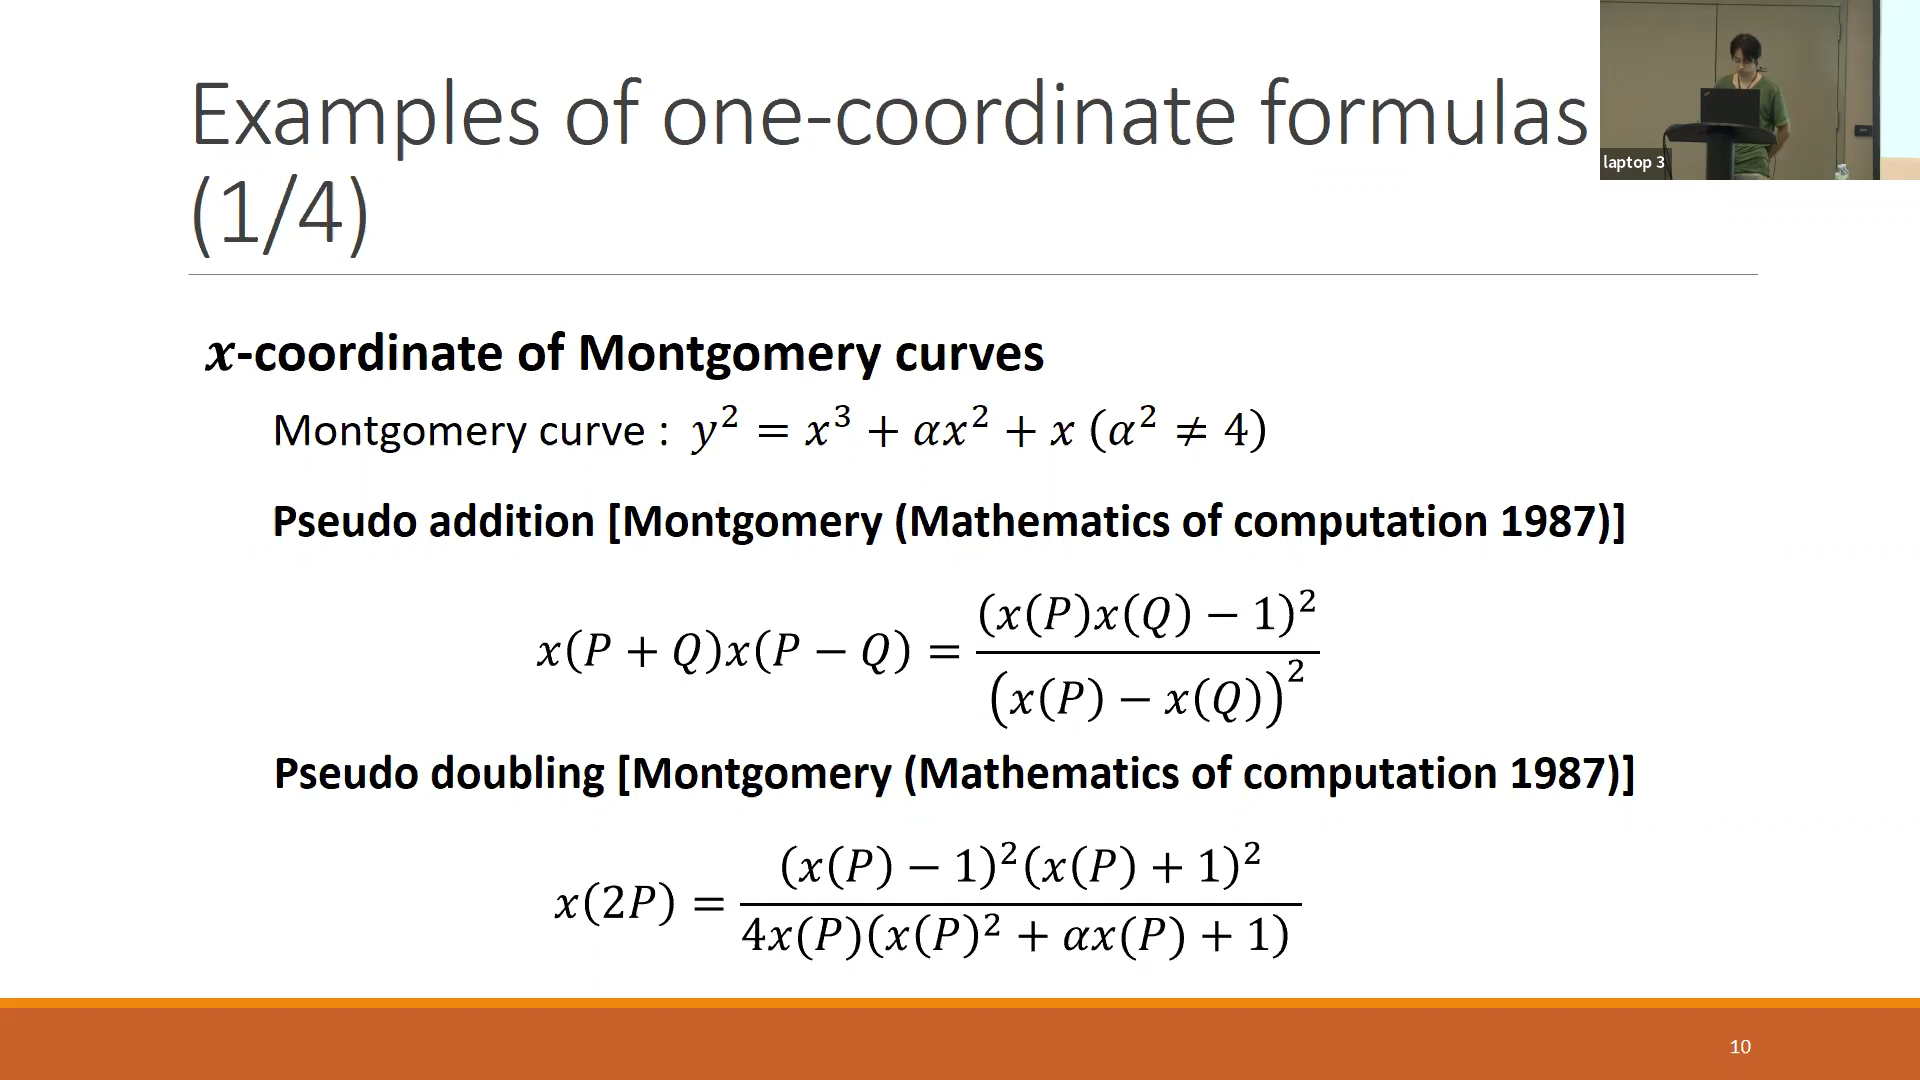 Examples of one-coordinate formulas
(1/4)
laptop 3
x-coordinate of Montgomery curves
Montgomery curve : y² = x³ + αx² + x (α² ≠ 4)
Pseudo addition [Montgomery (Mathematics of computation 1987)]
x(P + Q)x(P − Q) = (x(P)x(Q) − 1)² / (x(P) − x(Q))²
Pseudo doubling [Montgomery (Mathematics of computation 1987)]
x(2P) = (x(P) − 1)²(x(P) + 1)² / 4x(P)(x(P)² + αx(P) + 1)
10